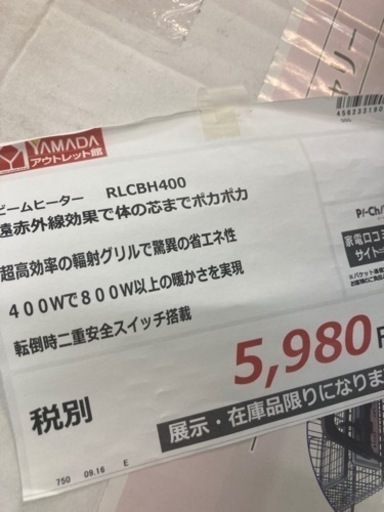 YAMADA
アウトレット館
ビームヒーター RLCBH400
遠赤外線効果で体の芯までポカポカ
超高効率の輻射グリルで驚異の省エネ性
400Wで800W以上の暖かさを実現
転倒時二重安全スイッチ搭載
5,980
税別
展示・在庫品限りになりま
750 09.16 E
家電口コミ
サイト